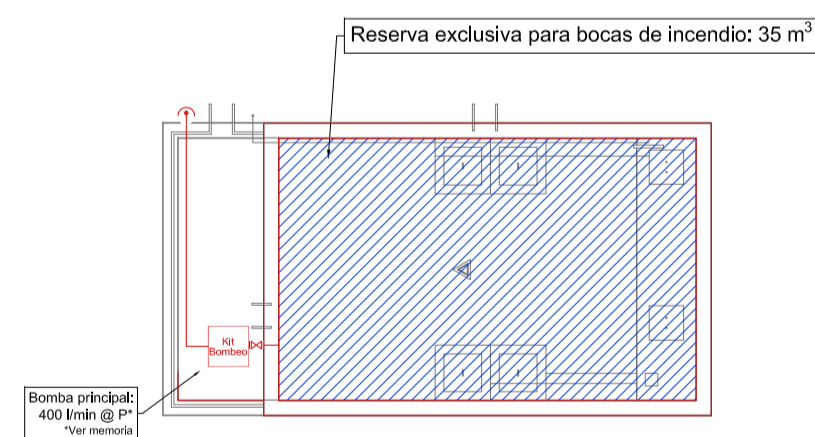 Reserva exclusiva para bocas de incendio: 35 m³
Kit
Bombeo
Bomba principal:
400 l/min @ P*
*Ver memoria